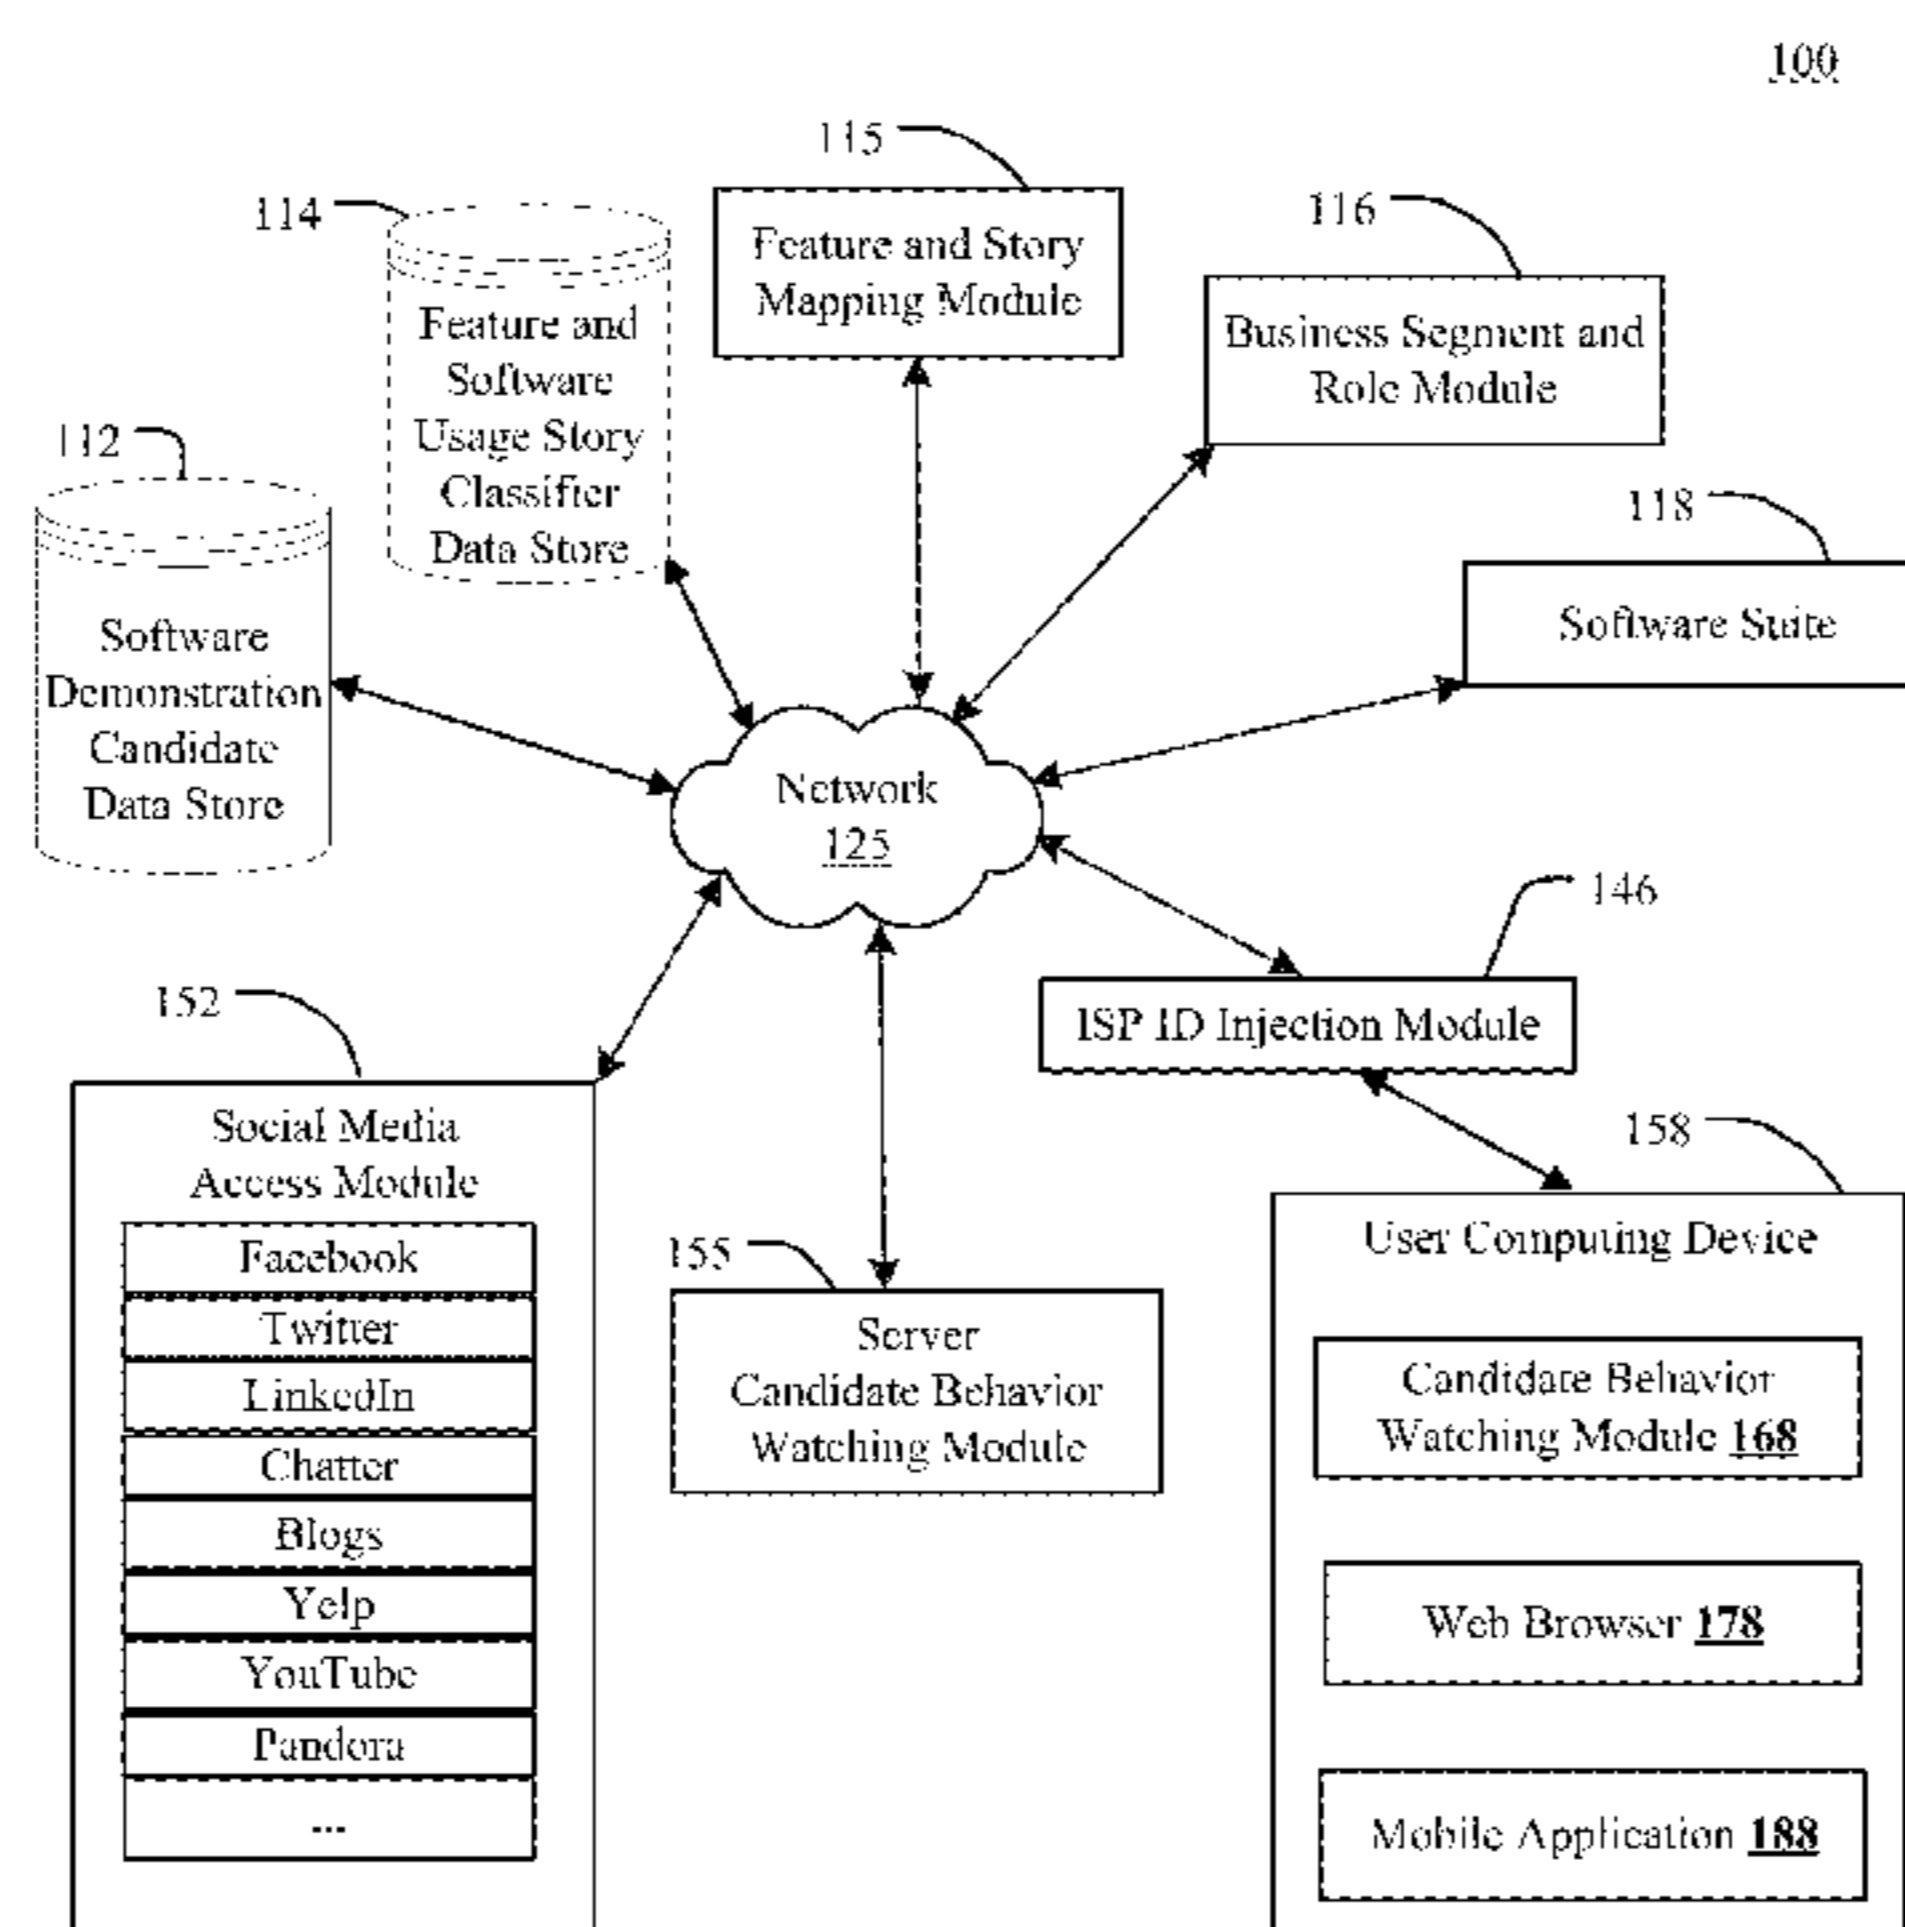 100
115
114
Feature and Story
Mapping Module
116
Business Segment and
Role Module
Feature and
Software
Usage Story
Classifier
Data Store
112
Software
Demonstration
Candidate
Data Store
118
Software Suite
Network
125
146
ISP ID Injection Module
152
Social Media
Access Module
Facebook
Twitter
LinkedIn
Chatter
Blogs
Yelp
YouTube
Pandora
...
155
Server
Candidate Behavior
Watching Module
158
User Computing Device
Candidate Behavior
Watching Module 168
Web Browser 178
Mobile Application 188